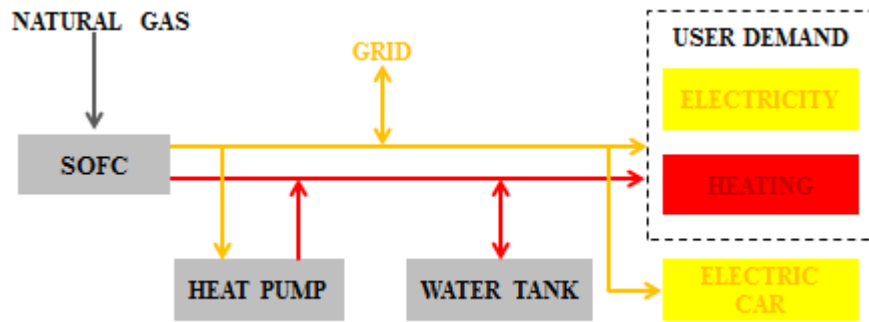 NATURAL GAS
GRID
USER DEMAND
ELECTRICITY
SOFC
HEATING
HEAT PUMP
WATER TANK
ELECTRIC
CAR